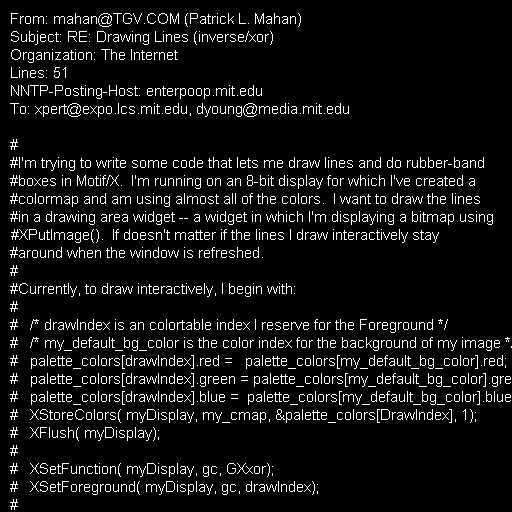 From: mahan@TGV.COM (Patrick L. Mahan)
Subject: RE: Drawing Lines (inverse/xor)
Organization: The Internet
Lines: 51
NNTP-Posting-Host: enterpoop.mit.edu
To: xpert@expo.lcs.mit.edu, dyoung@media.mit.edu

#
#I'm trying to write some code that lets me draw lines and do rubber-band
#boxes in Motif/X.  I'm running on an 8-bit display for which I've created a
#colormap and am using almost all of the colors.  I want to draw the lines
#in a drawing area widget -- a widget in which I'm displaying a bitmap using
#XPutImage().  If doesn't matter if the lines I draw interactively stay
#around when the window is refreshed.
#
#Currently, to draw interactively, I begin with:
#
#   /* drawIndex is an colortable index I reserve for the Foreground */
#   /* my_default_bg_color is the color index for the background of my image *
#   palette_colors[drawIndex].red =   palette_colors[my_default_bg_color].red;
#   palette_colors[drawIndex].green = palette_colors[my_default_bg_color].gre
#   palette_colors[drawIndex].blue =  palette_colors[my_default_bg_color].blue
#   XStoreColors( myDisplay, my_cmap, &palette_colors[DrawIndex], 1);
#   XFlush( myDisplay);
#
#   XSetFunction( myDisplay, gc, GXxor);
#   XSetForeground( myDisplay, gc, drawIndex);
#